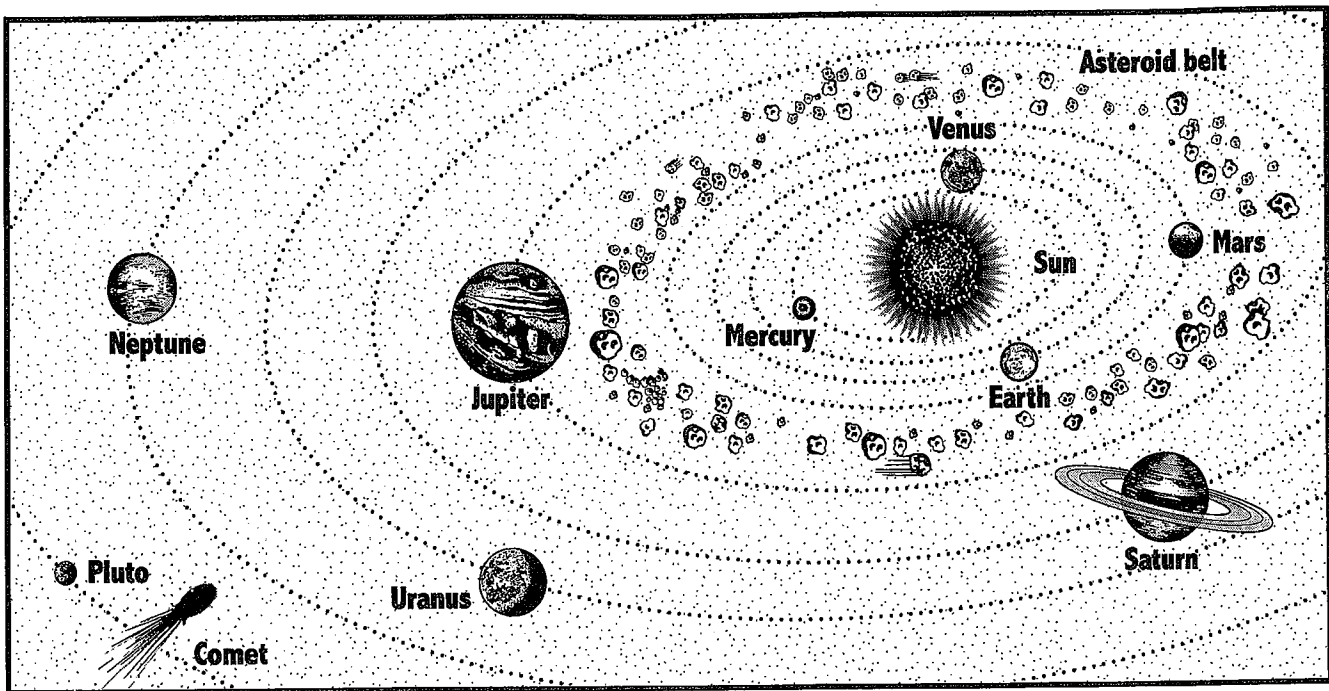 Asteroid belt
Venus
Mars
Sun
Neptune
Mercury
Jupiter
Earth
Saturn
Pluto
Uranus
Comet